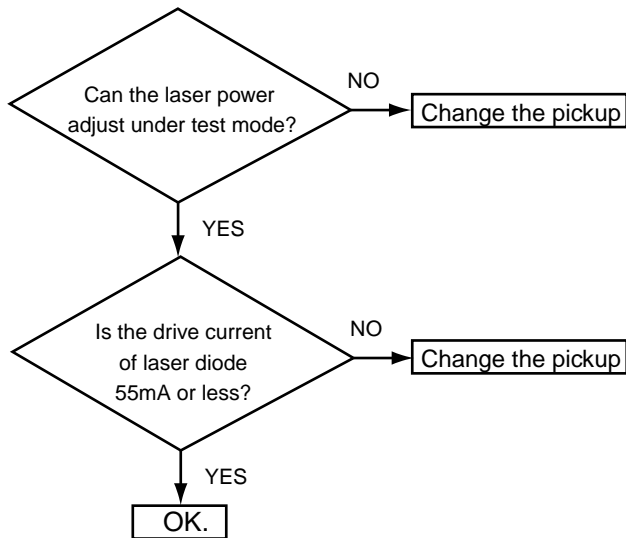 Can the laser power
adjust under test mode?
NO
Change the pickup
YES
Is the drive current
of laser diode
55mA or less?
NO
Change the pickup
YES
OK.